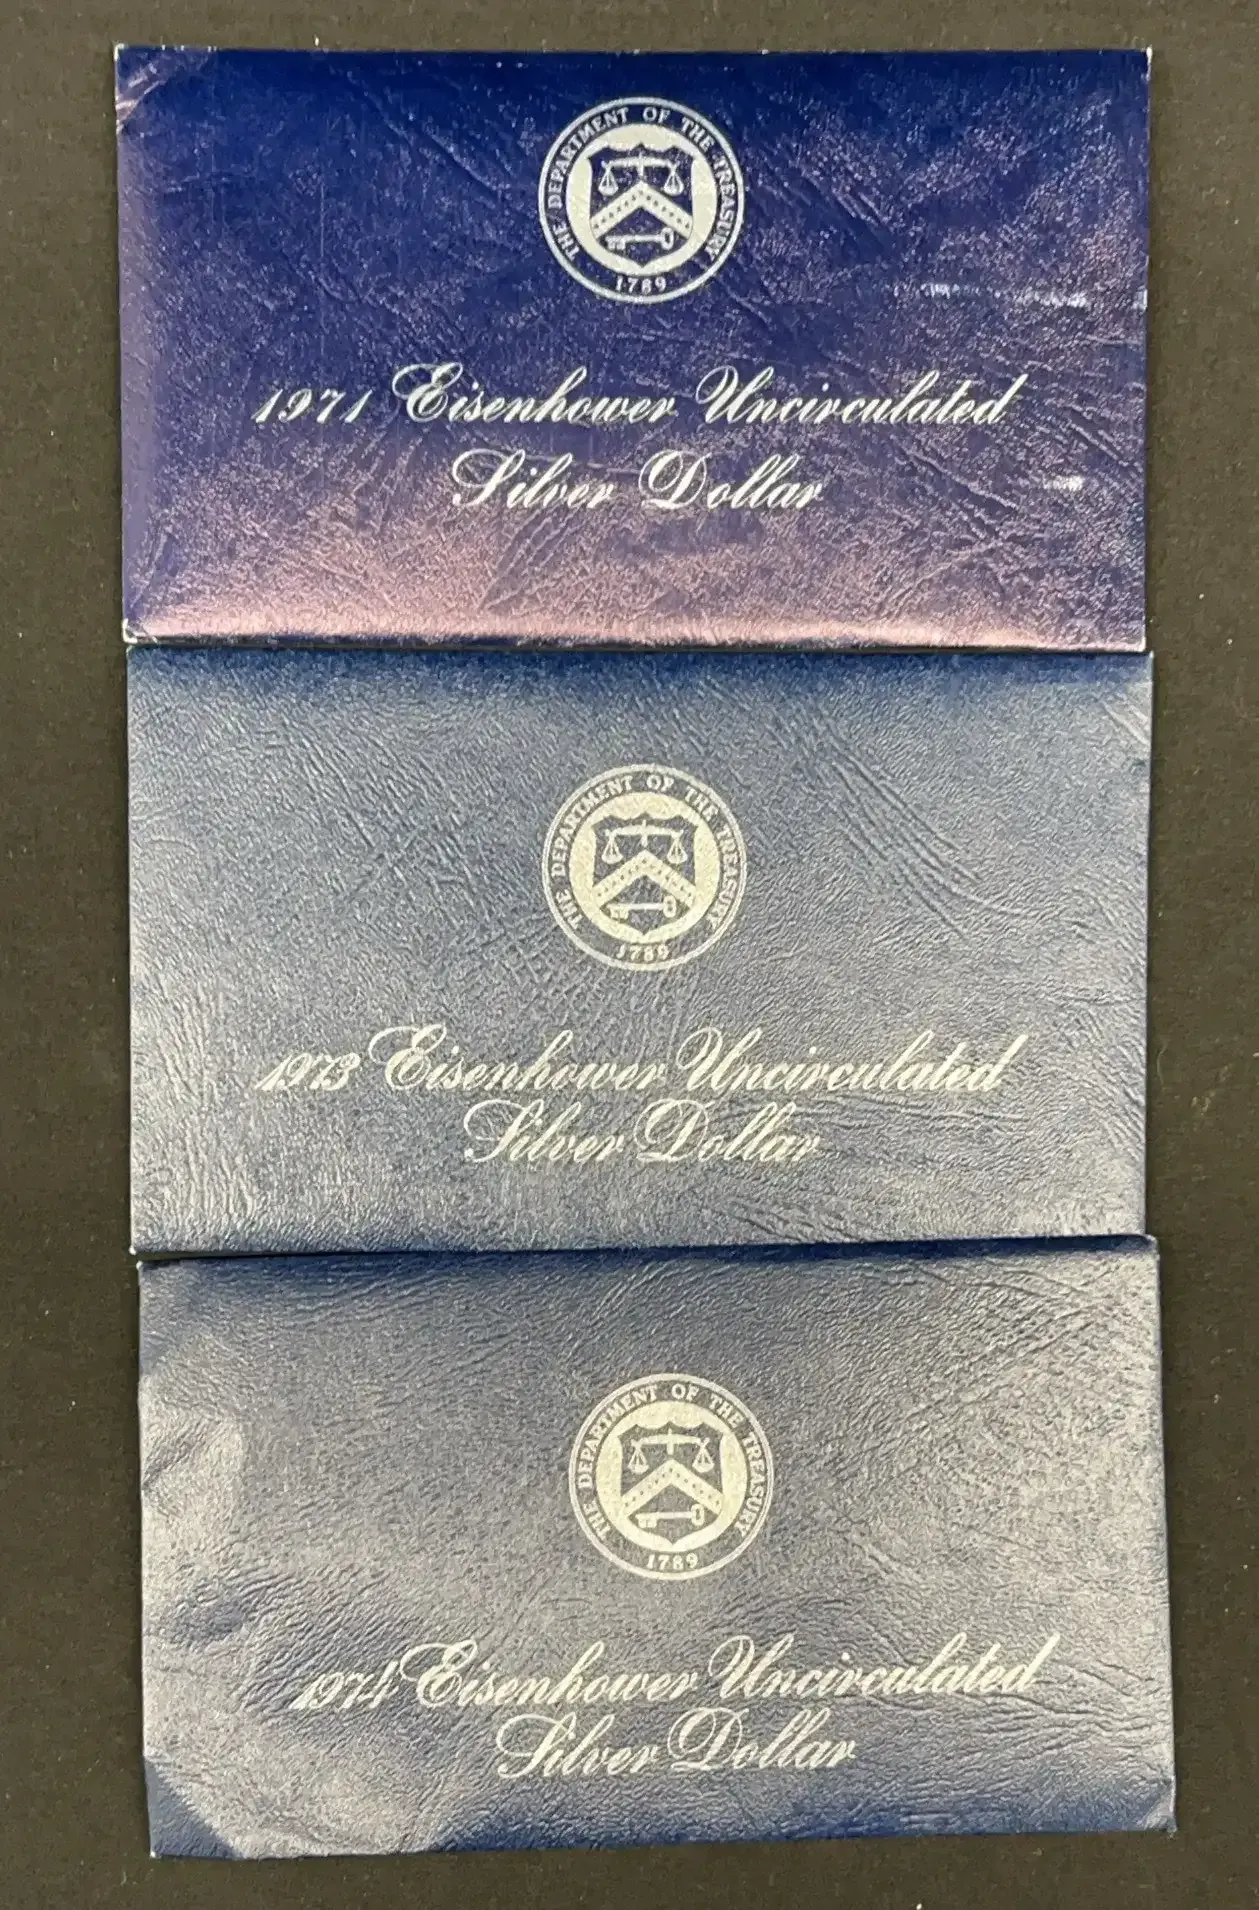 THE DEPARTMENT OF THE TREASURY
1789
1971 Eisenhower Uncirculated
Silver Dollar
THE DEPARTMENT OF THE TREASURY
1789
1973 Eisenhower Uncirculated
Silver Dollar
THE DEPARTMENT OF THE TREASURY
1789
1974 Eisenhower Uncirculated
Silver Dollar